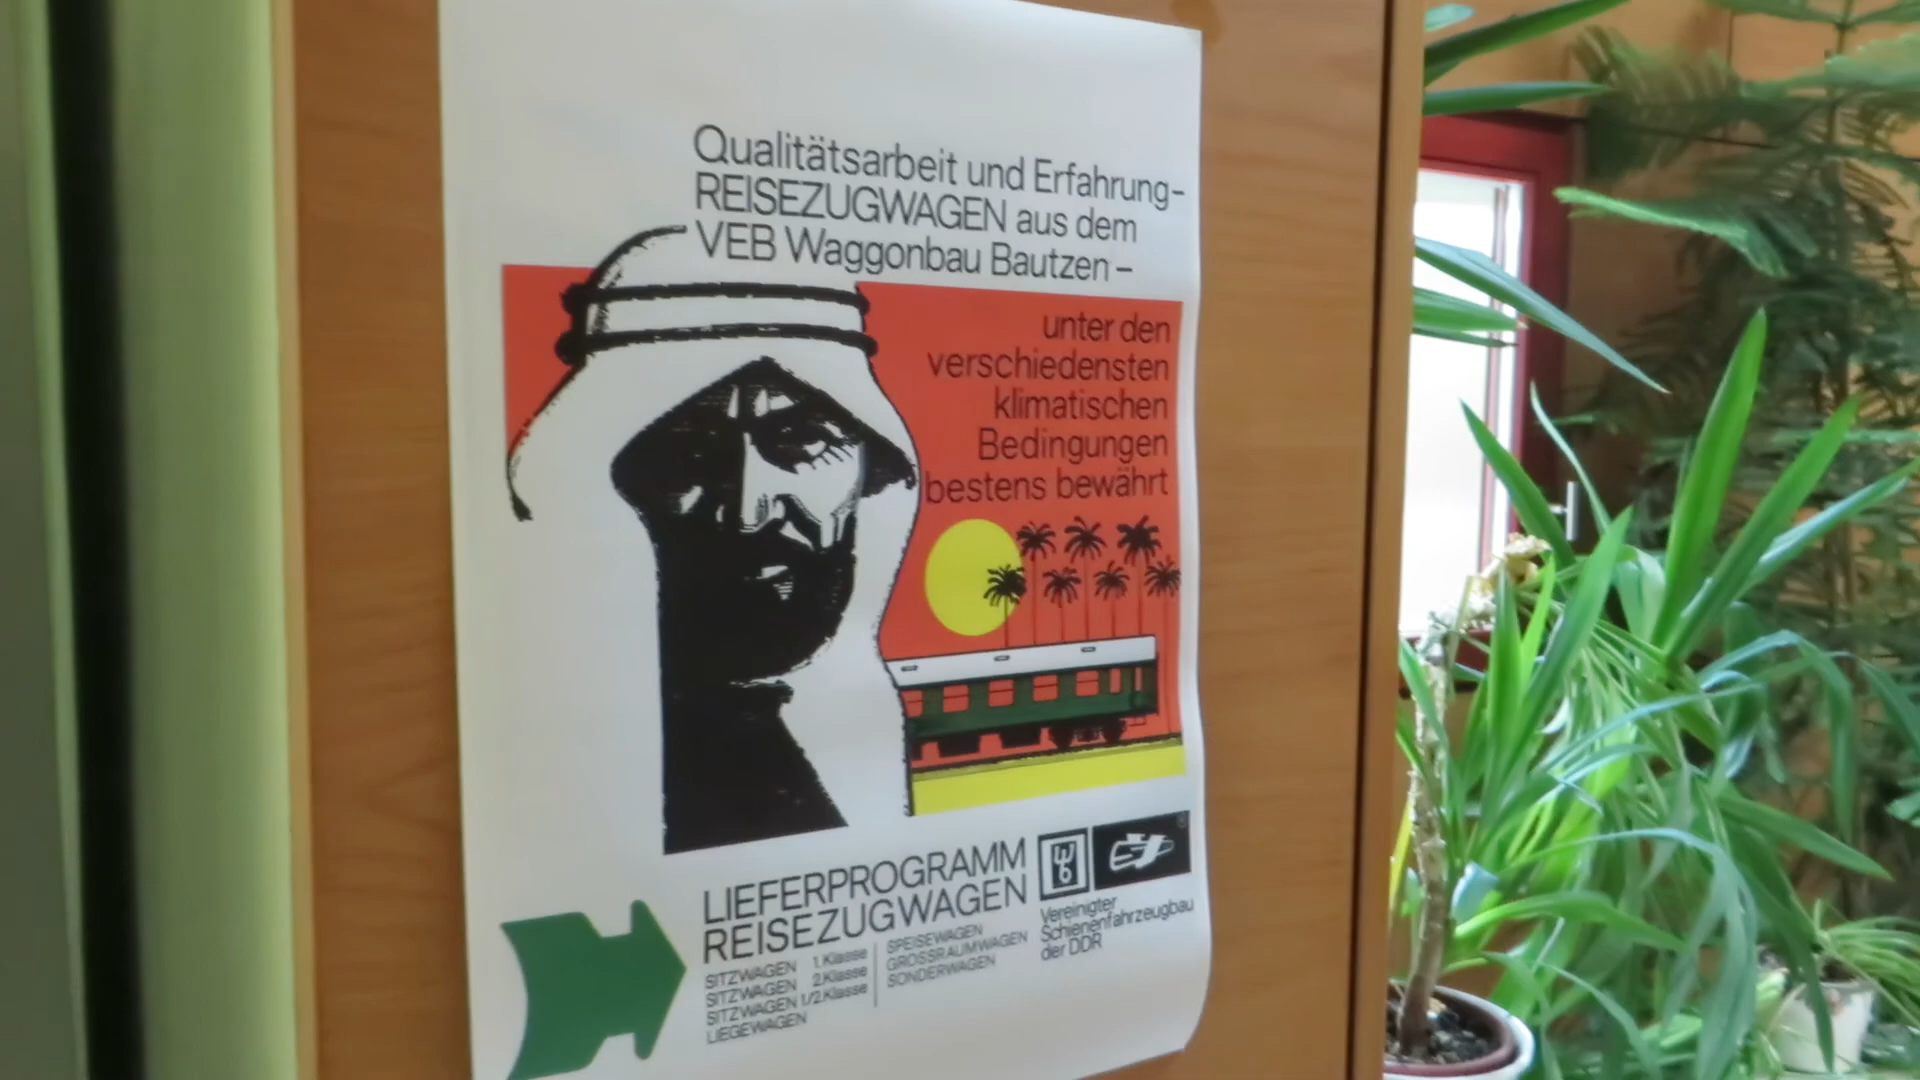 Qualitätsarbeit und Erfahrung–
REISEZUGWAGEN aus dem
VEB Waggonbau Bautzen –
unter den
verschiedensten
klimatischen
Bedingungen
bestens bewährt
LIEFERPROGRAMM
REISEZUGWAGEN
SITZWAGEN 1. Klasse
SITZWAGEN 2. Klasse
SITZWAGEN 1./2. Klasse
LIEGEWAGEN
SPEISEWAGEN
GROSSRAUMWAGEN
SONDERWAGEN
Vereinigter
Schienenfahrzeugbau
der DDR